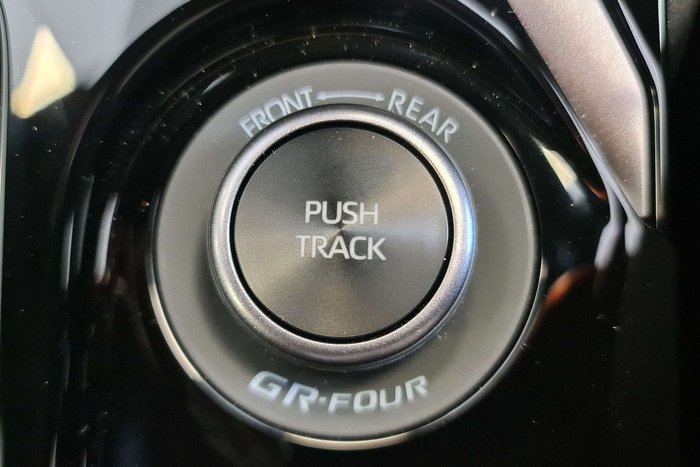 FRONT ↔ REAR
PUSH
TRACK
GR-FOUR